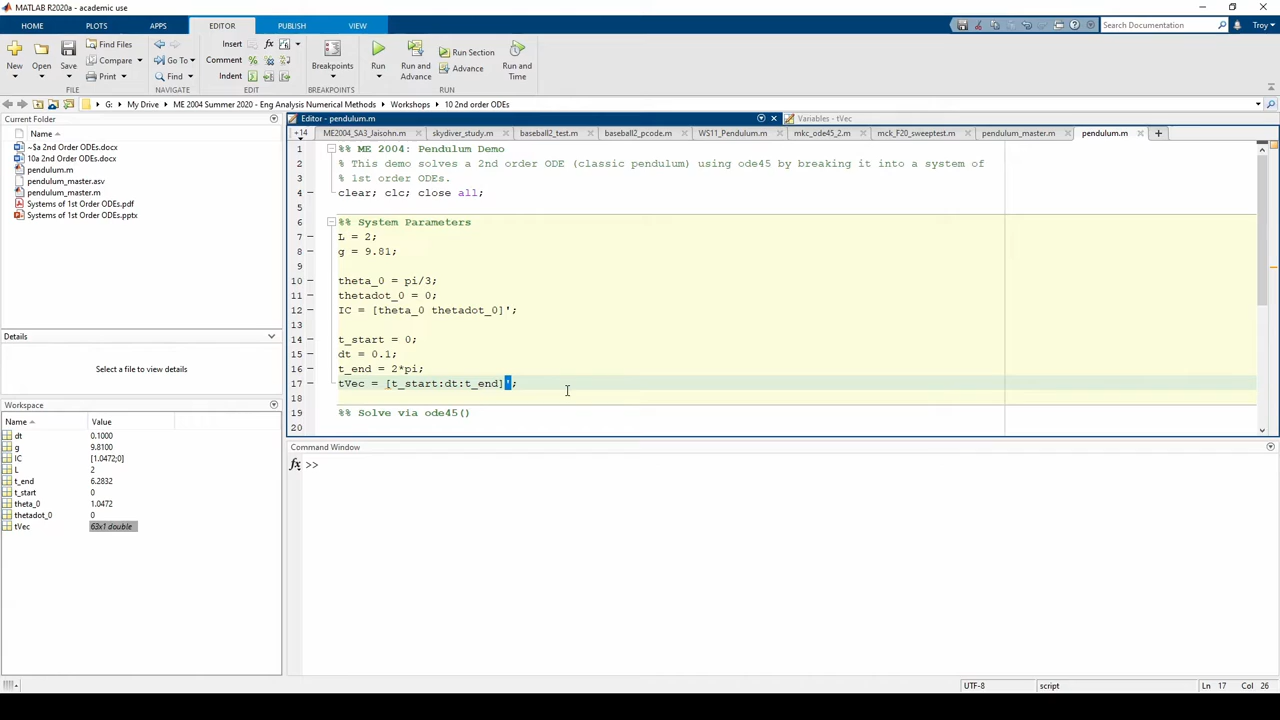 MATLAB R2020a - academic use
HOME PLOTS APPS EDITOR PUBLISH VIEW
Search Documentation
Troy
New
Open
Save
Find Files
Compare
Print
FILE
Go To
Find
NAVIGATE
Insert
Comment
Indent
EDIT
Breakpoints
BREAKPOINTS
Run
Run and Advance
Run Section
Advance
Run and Time
RUN
G: My Drive ME 2004 Summer 2020 - Eng Analysis Numerical Methods Workshops 10 2nd order ODEs
Current Folder
Name
~$a 2nd Order ODEs.docx
10a 2nd Order ODEs.docx
pendulum.m
pendulum_master.asv
pendulum_master.m
Systems of 1st Order ODEs.pdf
Systems of 1st Order ODEs.pptx
Details
Select a file to view details
Workspace
Name Value
dt 0.1000
g 9.8100
IC [1.0472;0]
L 2
t_end 6.2832
t_start 0
theta_0 1.0472
thetadot_0 0
tVec 63x1 double
Editor - pendulum.m
Variables - tVec
+14 ME2004_SA3_Jaisohn.m skydiver_study.m baseball2_test.m baseball2_pcode.m WS11_Pendulum.m mkc_ode45_2.m mck_F20_sweeptest.m pendulum_master.m pendulum.m
1 %% ME 2004: Pendulum Demo
2 % This demo solves a 2nd order ODE (classic pendulum) using ode45 by breaking it into a system of
3 % 1st order ODEs.
4 clear; clc; close all;
5
6 %% System Parameters
7 L = 2;
8 g = 9.81;
9
10 theta_0 = pi/3;
11 thetadot_0 = 0;
12 IC = [theta_0 thetadot_0]';
13
14 t_start = 0;
15 dt = 0.1;
16 t_end = 2*pi;
17 tVec = [t_start:dt:t_end]';
18
19 %% Solve via ode45()
20
Command Window
fx >>
UTF-8 script Ln 17 Col 26